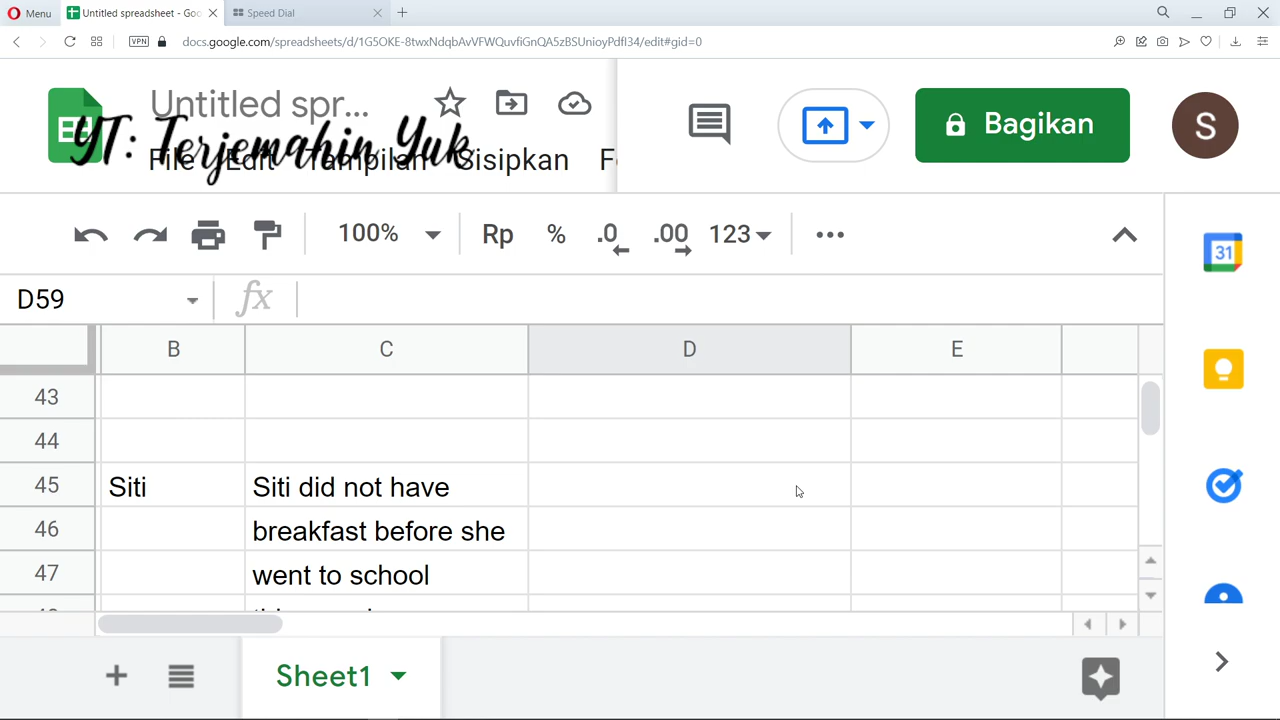 Menu
Untitled spreadsheet - Goo
Speed Dial
VPN
docs.google.com/spreadsheets/d/1G5OKE-8twxNdqbAvVFWQuvfiGnQA5zBSUnioyPdfI34/edit#gid=0
Untitled spr...
Bagikan
S
YT: Terjemahin Yuk
File Edit Tampilan Sisipkan F
100% Rp % .0 .00 123
31
D59 fx
B C D E
43
44
45 Siti Siti did not have
46 breakfast before she
47 went to school
Sheet1